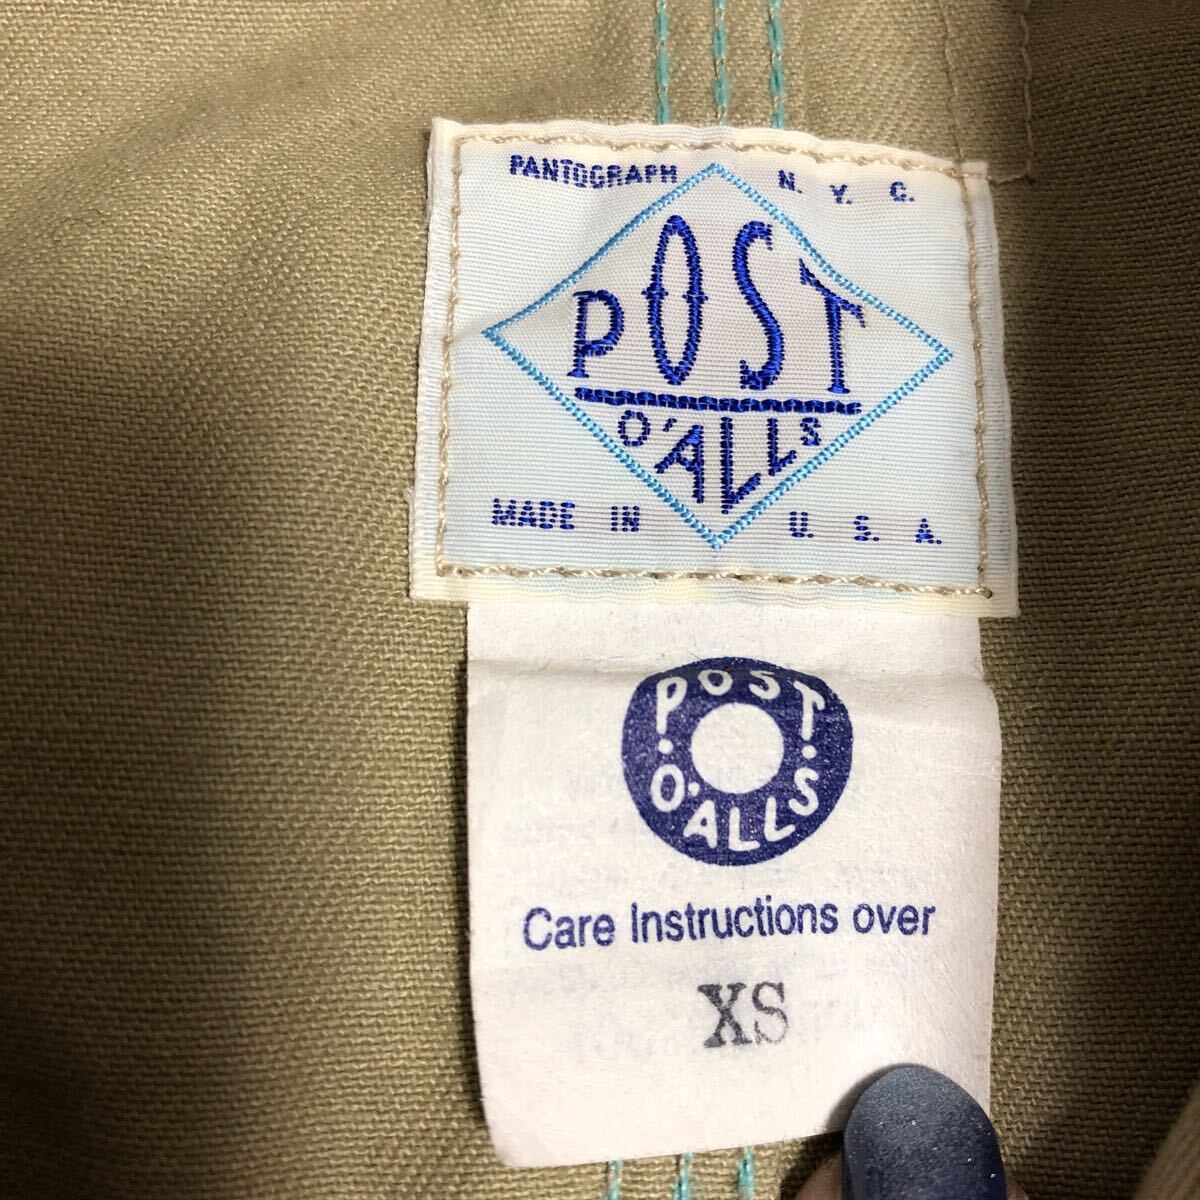 PANTOGRAPH N. Y. C.
POST
O'ALLS
MADE IN U. S. A.
POST
O'ALLS
Care Instructions over
XS